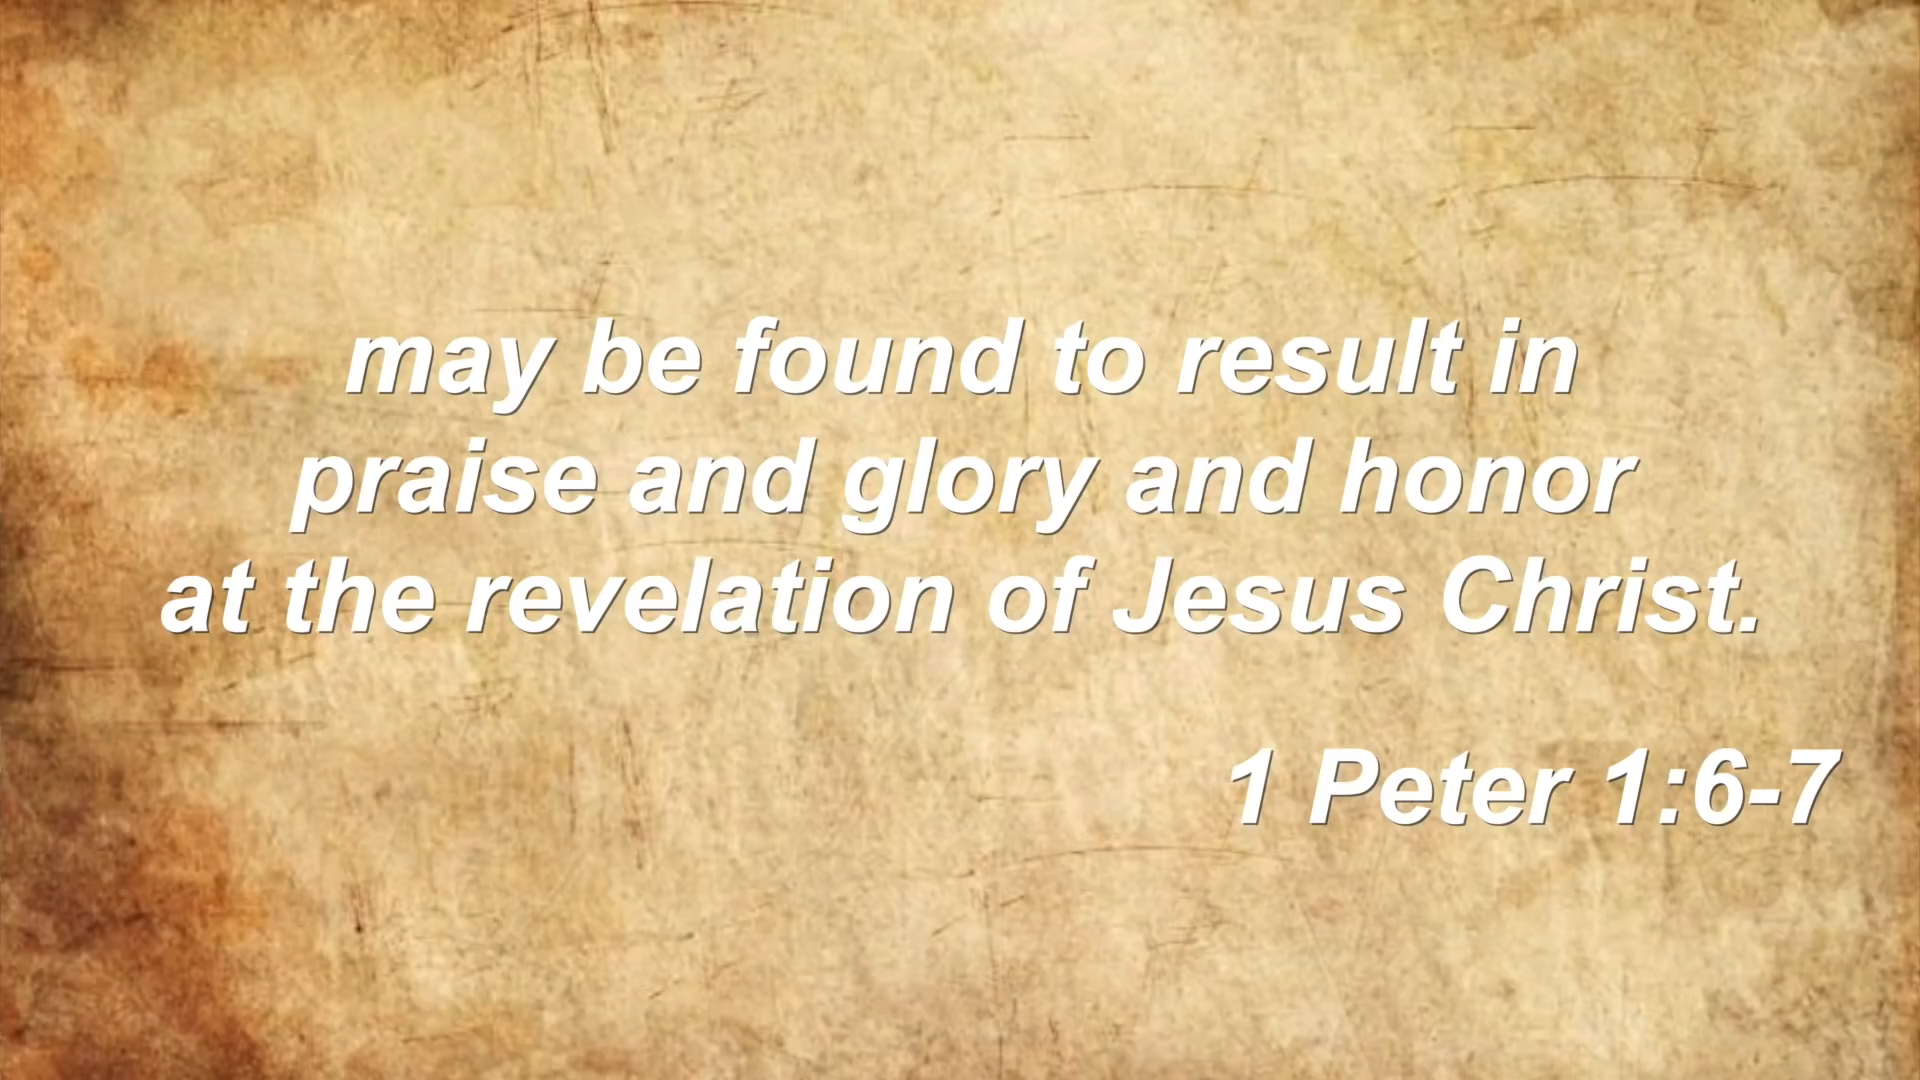 may be found to result in
praise and glory and honor
at the revelation of Jesus Christ.
1 Peter 1:6-7